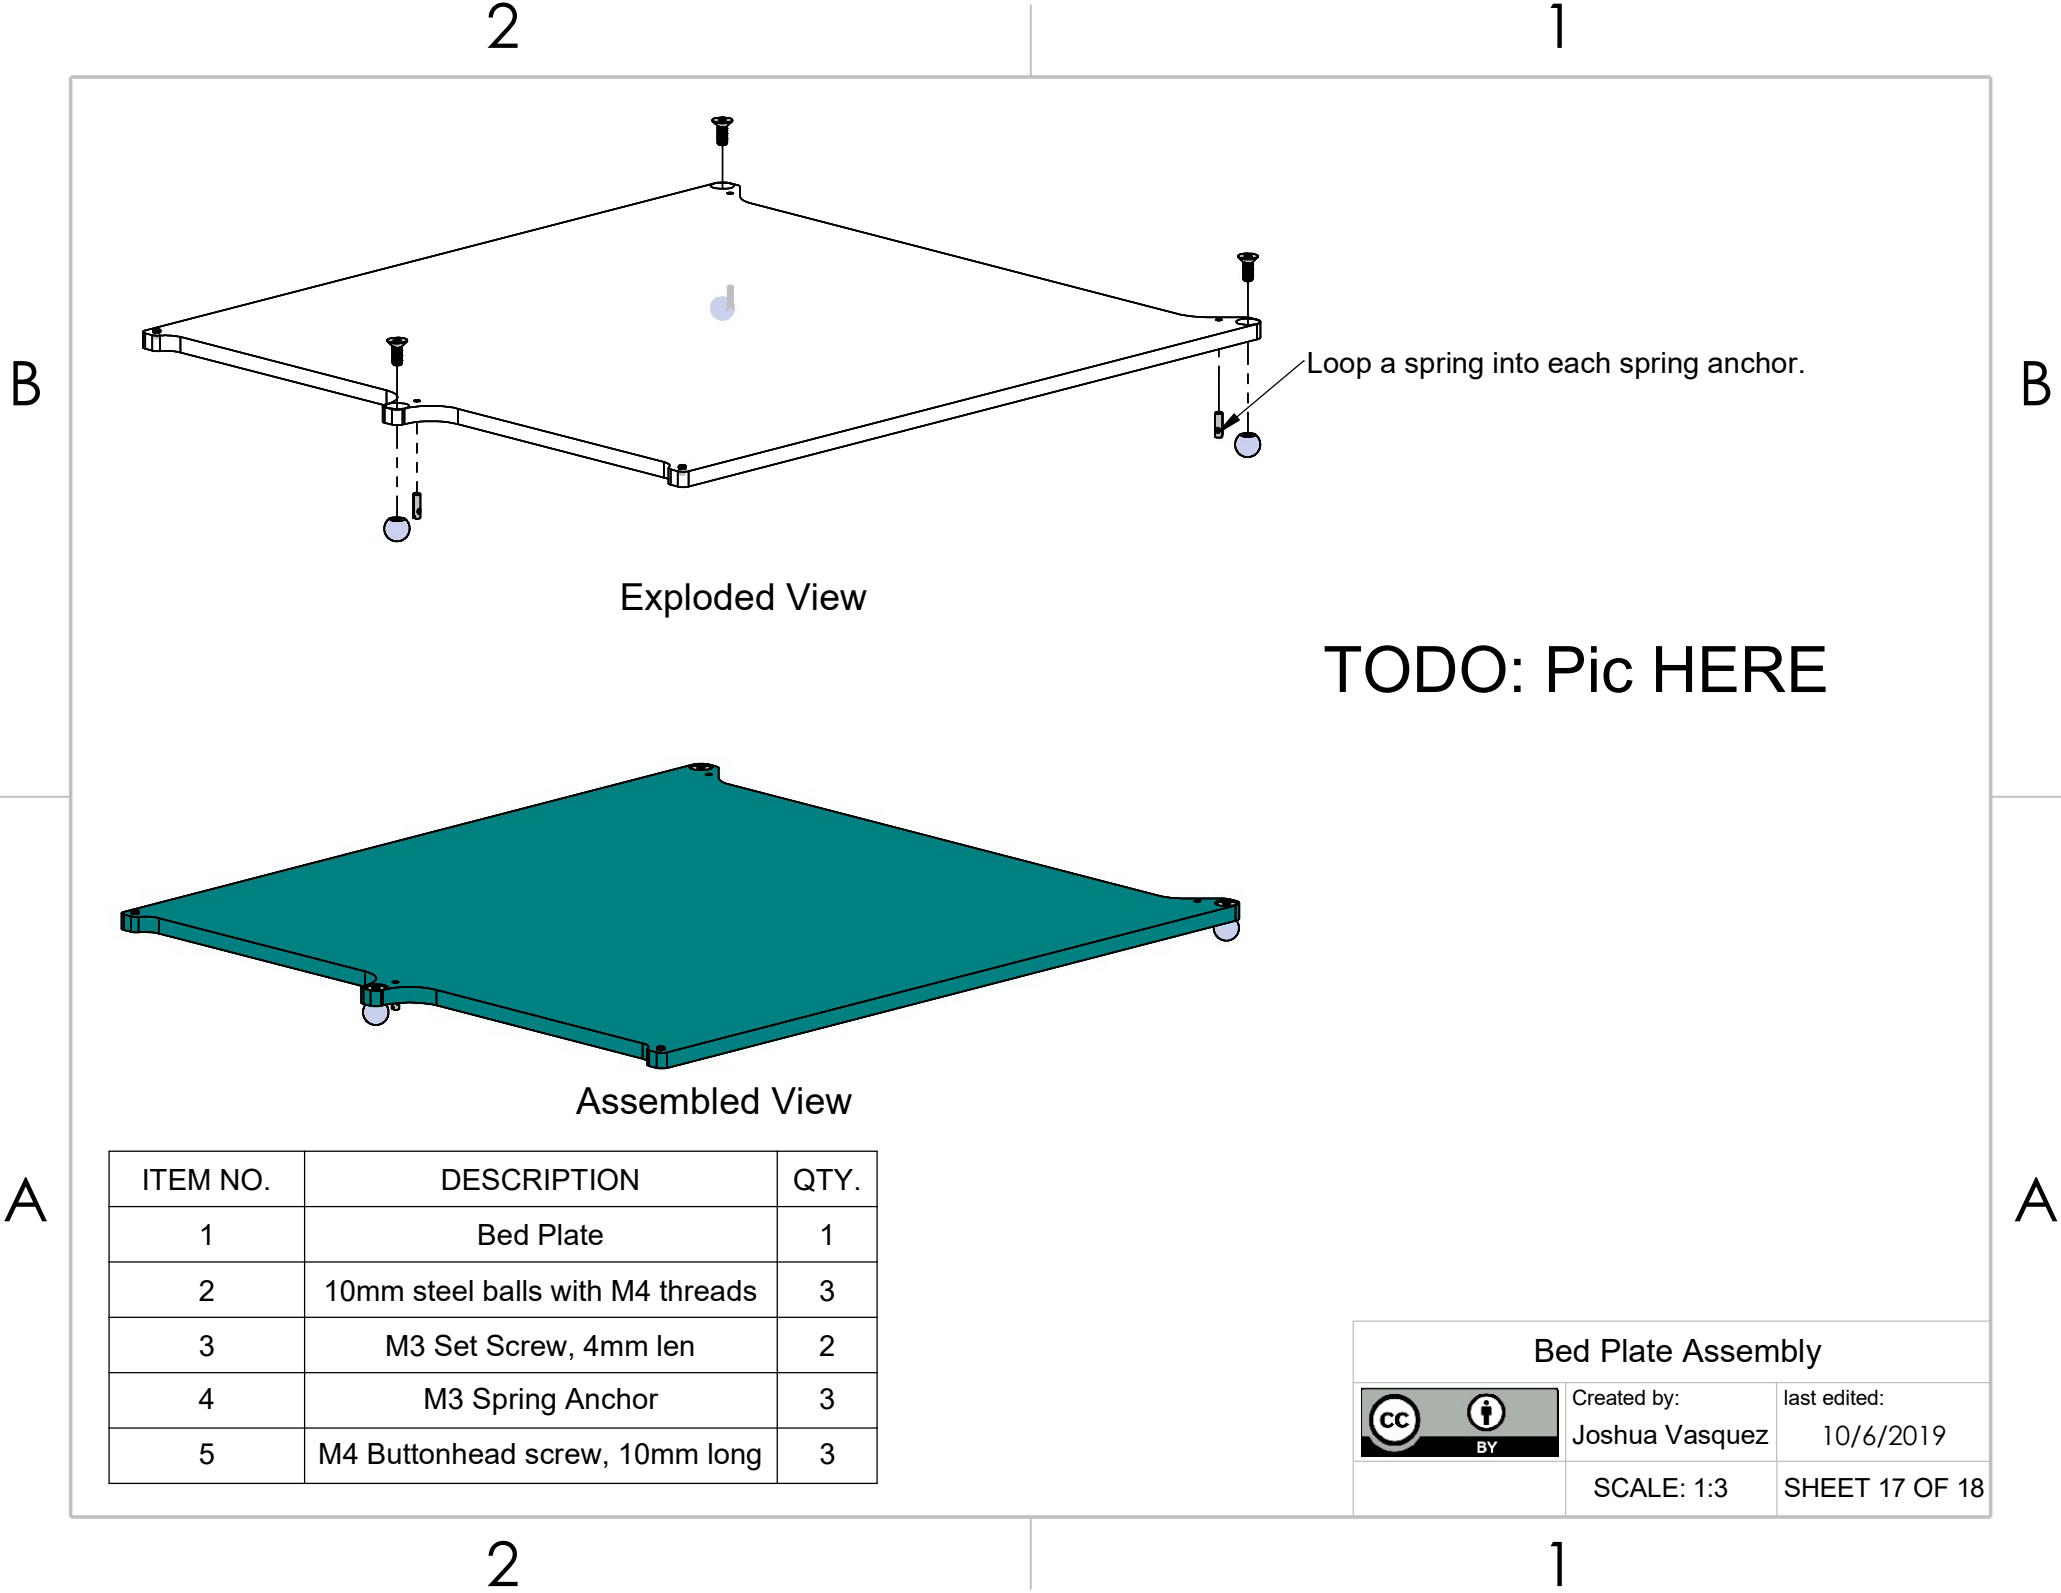 2 1
B B
Loop a spring into each spring anchor.
Exploded View
TODO: Pic HERE
Assembled View
ITEM NO. DESCRIPTION QTY.
1 Bed Plate 1
2 10mm steel balls with M4 threads 3
3 M3 Set Screw, 4mm len 2
4 M3 Spring Anchor 3
5 M4 Buttonhead screw, 10mm long 3
A A
Bed Plate Assembly
cc BY
Created by: last edited:
Joshua Vasquez 10/6/2019
SCALE: 1:3 SHEET 17 OF 18
2 1